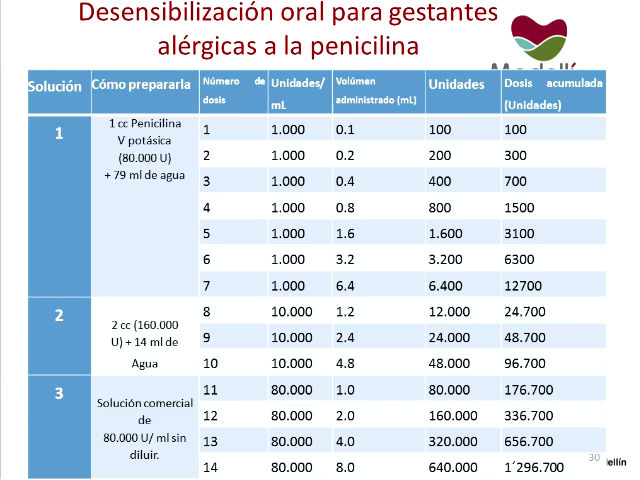 Desensibilización oral para gestantes
alérgicas a la penicilina
Solución Cómo prepararla Número de dosis Unidades/ mL Volúmen administrado (mL) Unidades Dosis acumulada (Unidades)
1
1 cc Penicilina
V potásica
(80.000 U)
+ 79 ml de agua
1 1.000 0.1 100 100
2 1.000 0.2 200 300
3 1.000 0.4 400 700
4 1.000 0.8 800 1500
5 1.000 1.6 1.600 3100
6 1.000 3.2 3.200 6300
7 1.000 6.4 6.400 12700
2
2 cc (160.000
U) + 14 ml de
Agua
8 10.000 1.2 12.000 24.700
9 10.000 2.4 24.000 48.700
10 10.000 4.8 48.000 96.700
3
Solución comercial
de
80.000 U/ ml sin
diluir.
11 80.000 1.0 80.000 176.700
12 80.000 2.0 160.000 336.700
13 80.000 4.0 320.000 656.700
14 80.000 8.0 640.000 1´296.700
30